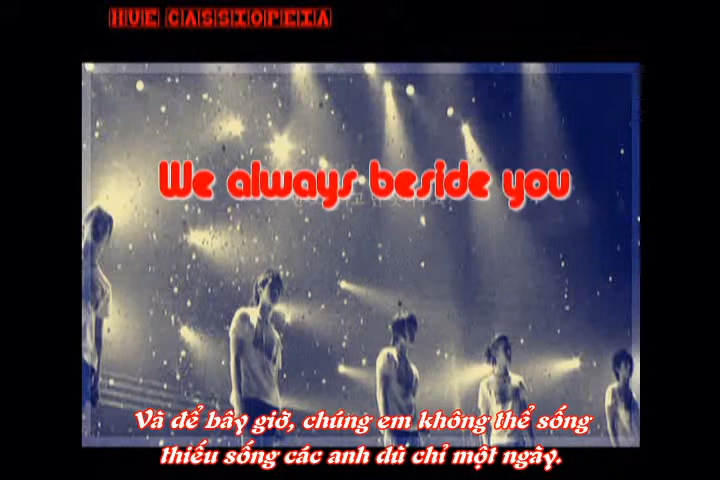 HUE CASSIOPEIA
We always beside you
Và để bây giờ, chúng em không thể sống
thiếu sống các anh dù chỉ một ngày.